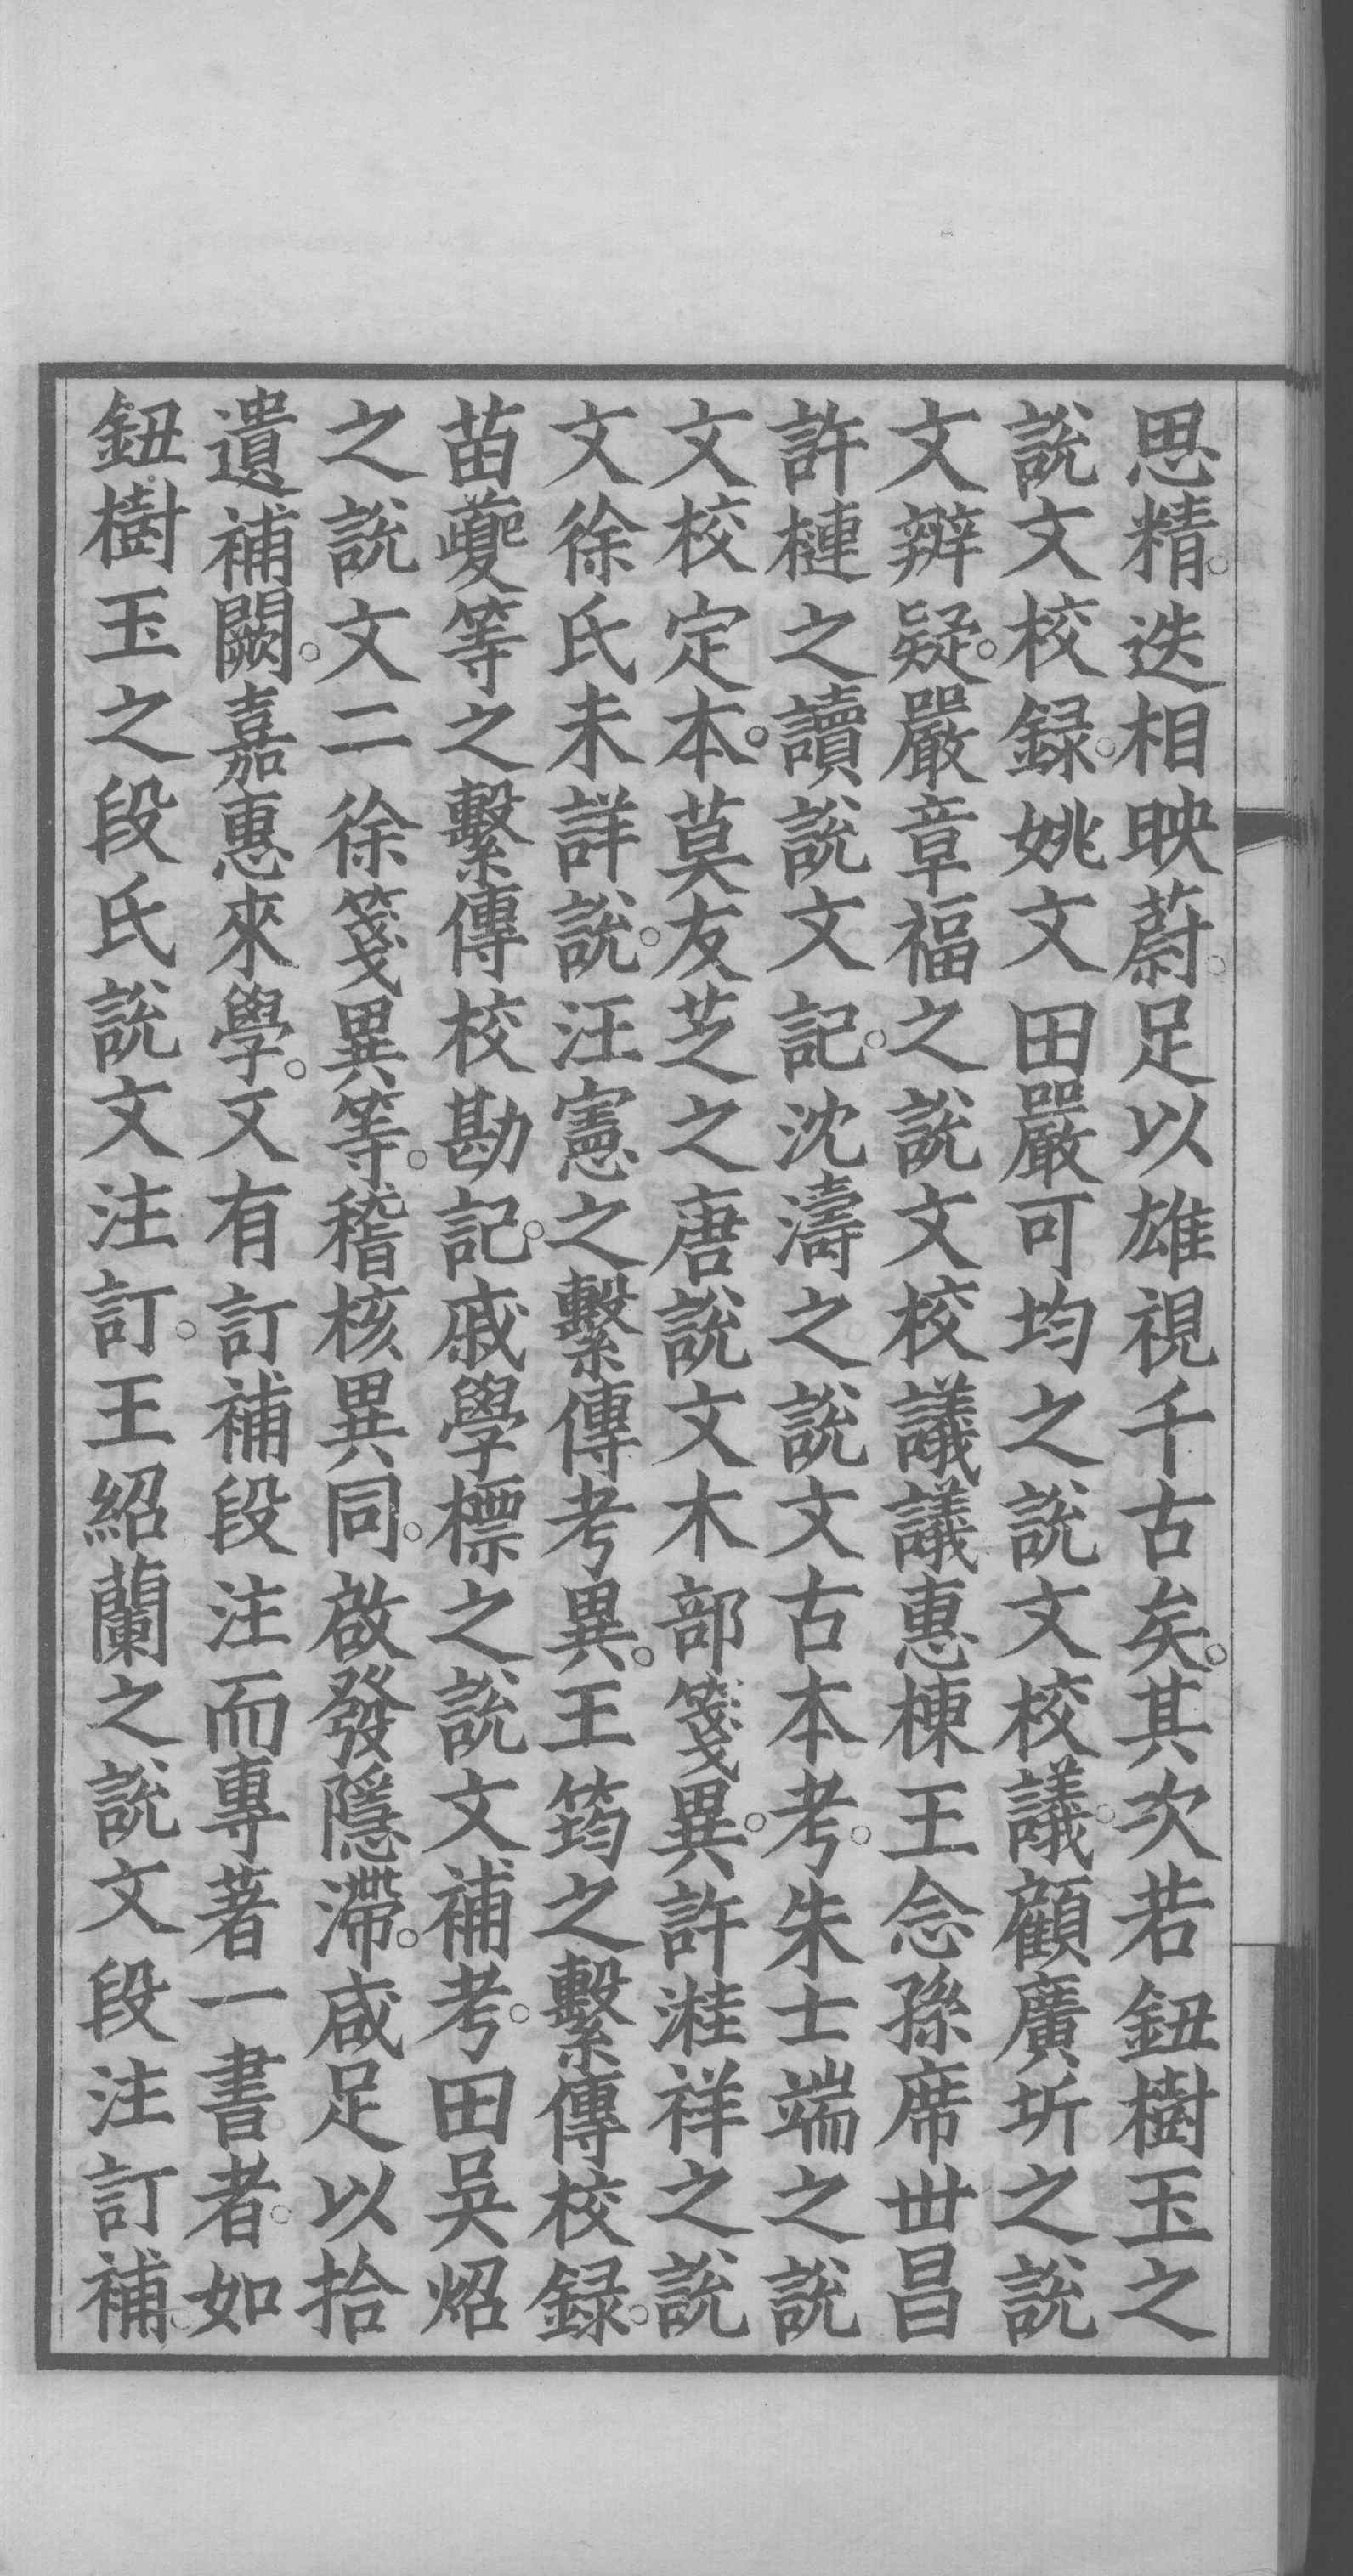 思精。迭相映蔚。足以雄視千古矣。其次若鈕樹玉之
說文校録。姚文田嚴可均之說文校議。顧廣圻之說
文辨疑。嚴章福之說文校議議惠棟王念孫席丗昌
許槤之讀說文記。沈濤之說文古本考。朱士端之說
文校定本。莫友芝之唐說文木部箋異。許溎祥之說
文徐氏未詳說。汪憲之繫傳考異。王筠之繫傳校録。
苗夔等之繫傳校勘記。戚學標之說文補考。田吳炤
之說文二徐箋異等。稽核異同。啟發隱滯。咸足以拾
遺補闕。嘉惠來學。又有訂補段注而專著一書者。如
鈕樹玉之段氏說文注訂。王紹蘭之說文段注訂補。